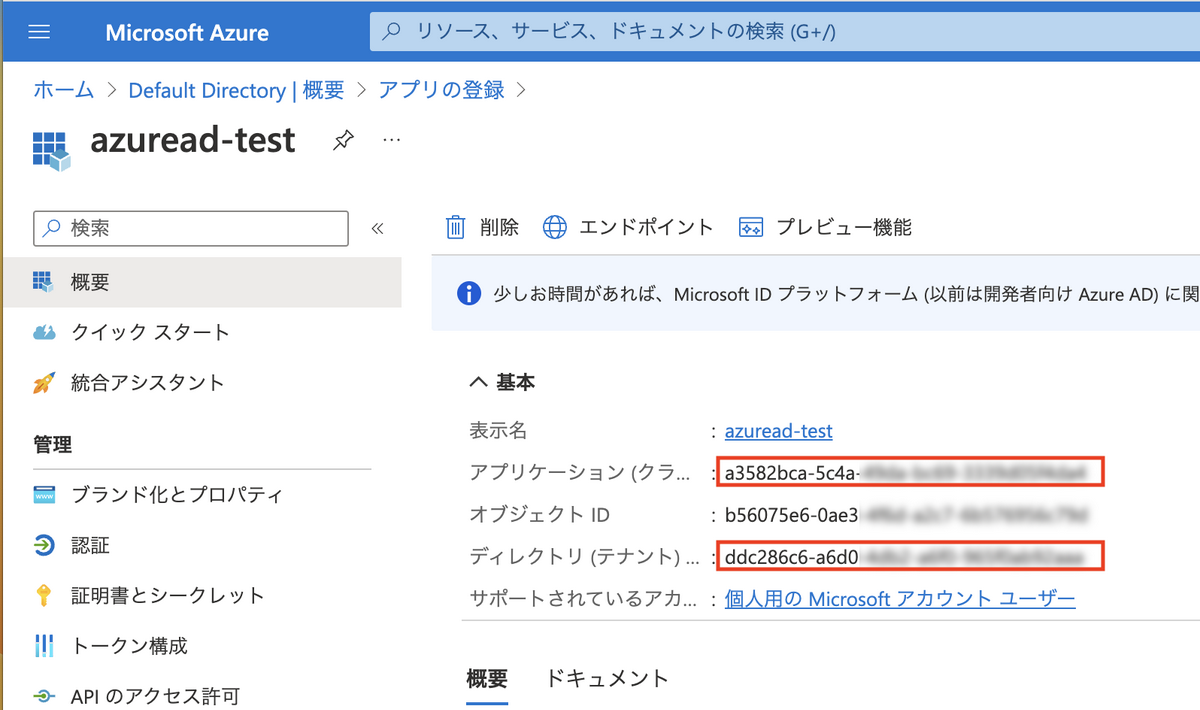 Microsoft Azure
リソース、サービス、ドキュメントの検索 (G+/)
ホーム > Default Directory | 概要 > アプリの登録 >
azuread-test
...
検索
«
削除
エンドポイント
プレビュー機能
概要
少しお時間があれば、Microsoft ID プラットフォーム (以前は開発者向け Azure AD) に関
クイック スタート
統合アシスタント
管理
ブランド化とプロパティ
認証
証明書とシークレット
トークン構成
API のアクセス許可
基本
表示名 : azuread-test
アプリケーション (クラ... : a3582bca-5c4a-
オブジェクト ID : b56075e6-0ae3
ディレクトリ (テナント) ... : ddc286c6-a6d0
サポートされているアカ... : 個人用の Microsoft アカウント ユーザー
概要
ドキュメント